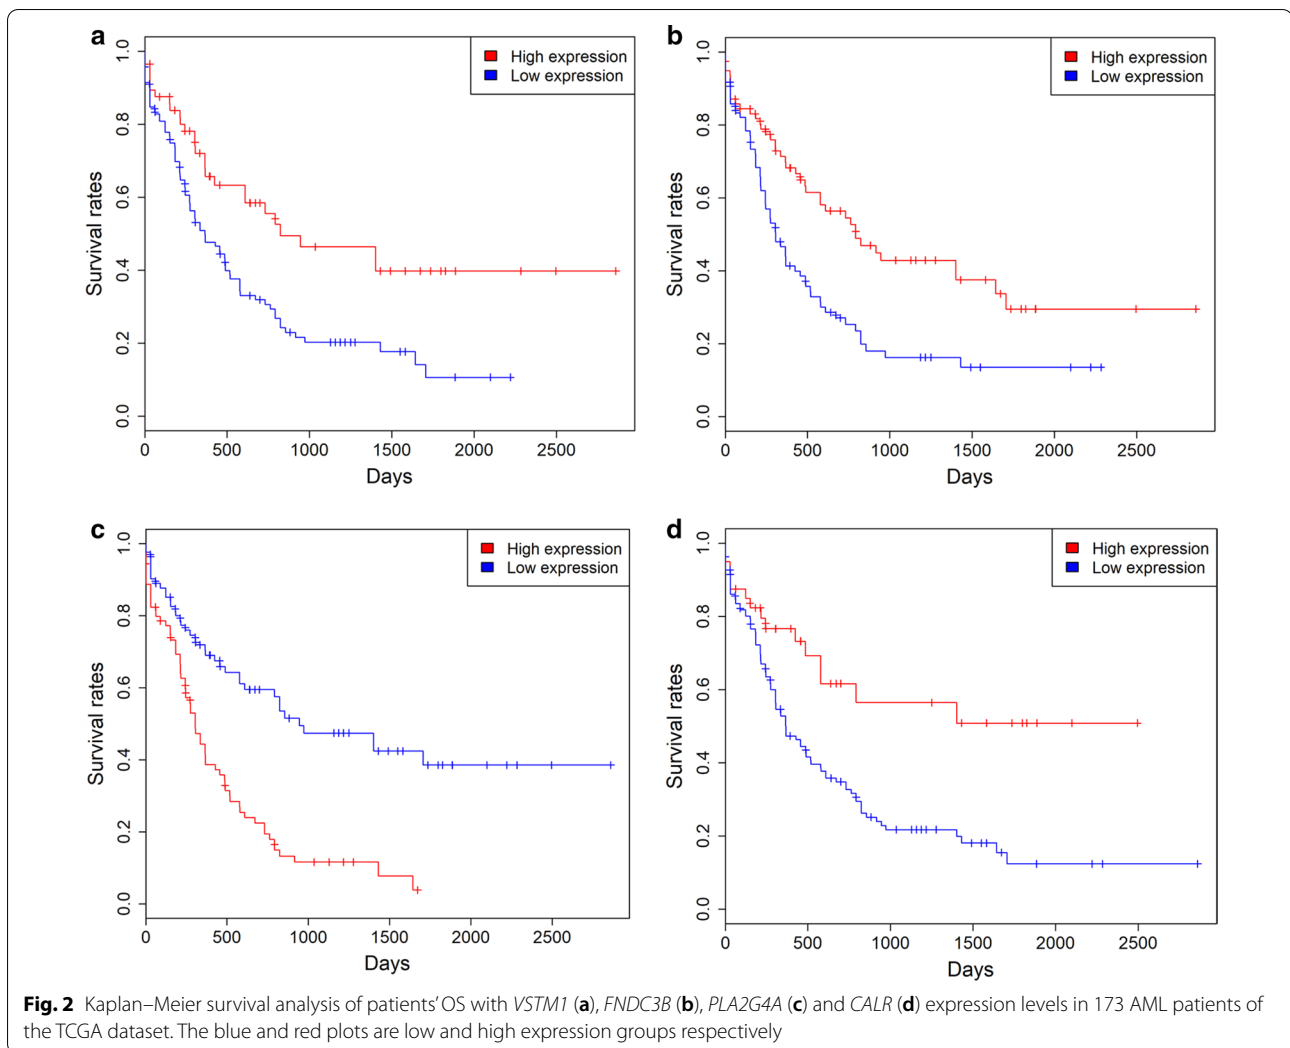 a
High expression
Low expression
Survival rates
0.0 0.2 0.4 0.6 0.8 1.0
0 500 1000 1500 2000 2500
Days
b
High expression
Low expression
Survival rates
0.0 0.2 0.4 0.6 0.8 1.0
0 500 1000 1500 2000 2500
Days
c
High expression
Low expression
Survival rates
0.0 0.2 0.4 0.6 0.8 1.0
0 500 1000 1500 2000 2500
Days
d
High expression
Low expression
Survival rates
0.0 0.2 0.4 0.6 0.8 1.0
0 500 1000 1500 2000 2500
Days
Fig. 2 Kaplan–Meier survival analysis of patients’ OS with VSTM1 (a), FNDC3B (b), PLA2G4A (c) and CALR (d) expression levels in 173 AML patients of
the TCGA dataset. The blue and red plots are low and high expression groups respectively